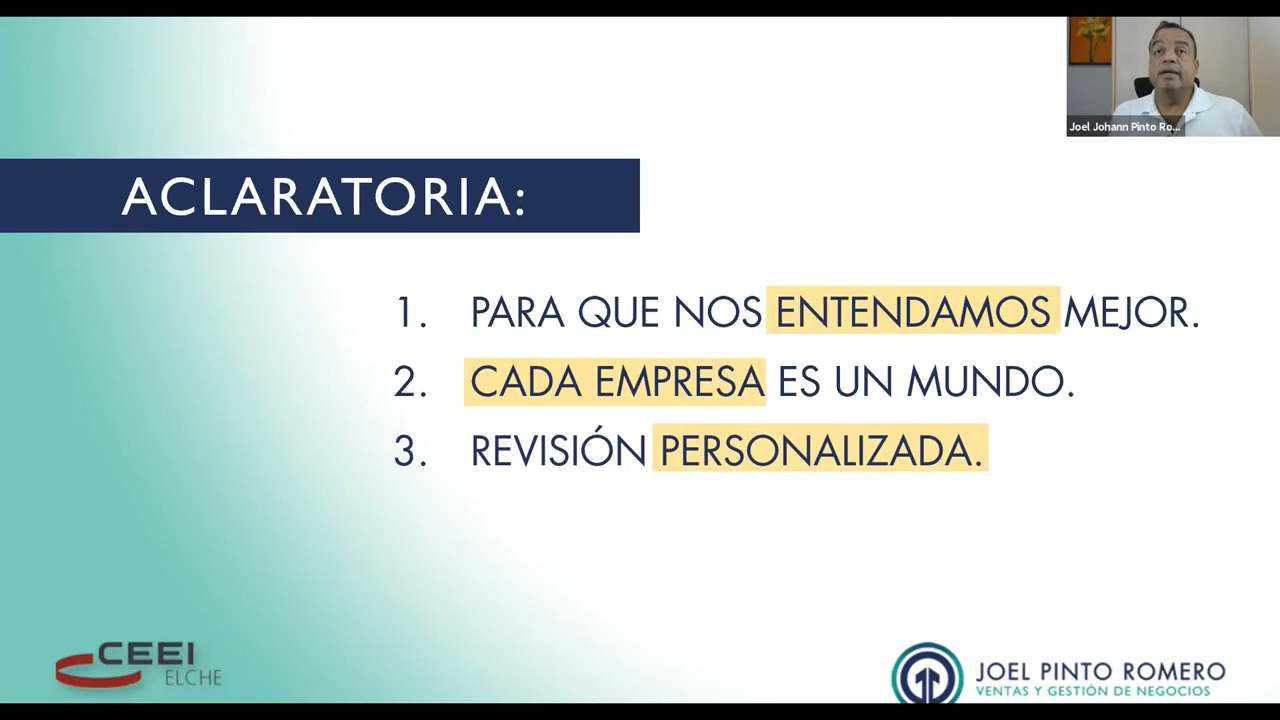 Joel Johann Pinto Ro...
ACLARATORIA:
1. PARA QUE NOS ENTENDAMOS MEJOR.
2. CADA EMPRESA ES UN MUNDO.
3. REVISIÓN PERSONALIZADA.
CEEI
ELCHE
JOEL PINTO ROMERO
VENTAS Y GESTIÓN DE NEGOCIOS